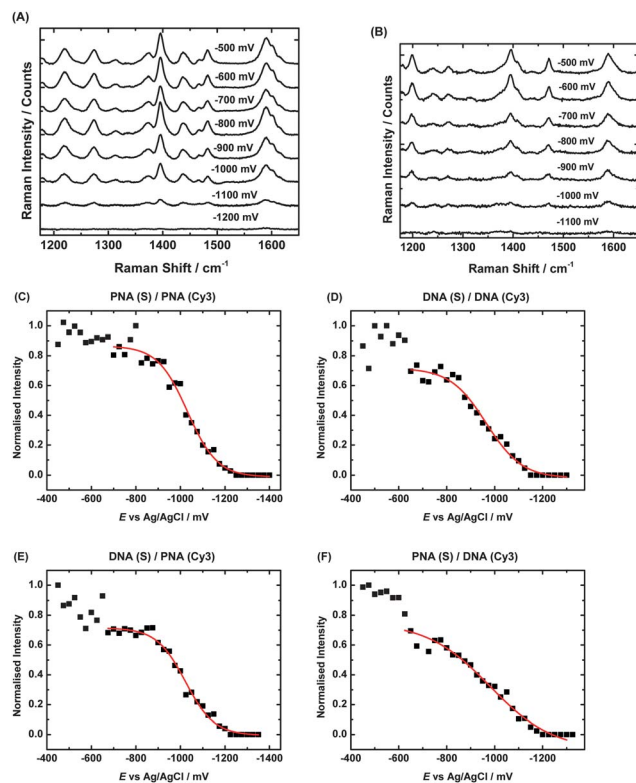 (A)
Raman Intensity / Counts
-500 mV
-600 mV
-700 mV
-800 mV
-900 mV
-1000 mV
-1100 mV
-1200 mV
1200 1300 1400 1500 1600
Raman Shift / cm-1
(B)
Raman Intensity / Counts
-500 mV
-600 mV
-700 mV
-800 mV
-900 mV
-1000 mV
-1100 mV
1200 1300 1400 1500 1600
Raman Shift / cm-1
(C)
PNA (S) / PNA (Cy3)
Normalised Intensity
1.0
0.8
0.6
0.4
0.2
0.0
-400 -600 -800 -1000 -1200 -1400
E vs Ag/AgCl / mV
(D)
DNA (S) / DNA (Cy3)
Normalised Intensity
1.0
0.8
0.6
0.4
0.2
0.0
-400 -600 -800 -1000 -1200
E vs Ag/AgCl / mV
(E)
DNA (S) / PNA (Cy3)
Normalised Intensity
1.0
0.8
0.6
0.4
0.2
0.0
-400 -600 -800 -1000 -1200 -1400
E vs Ag/AgCl / mV
(F)
PNA (S) / DNA (Cy3)
Normalised Intensity
1.0
0.8
0.6
0.4
0.2
0.0
-400 -600 -800 -1000 -1200
E vs Ag/AgCl / mV